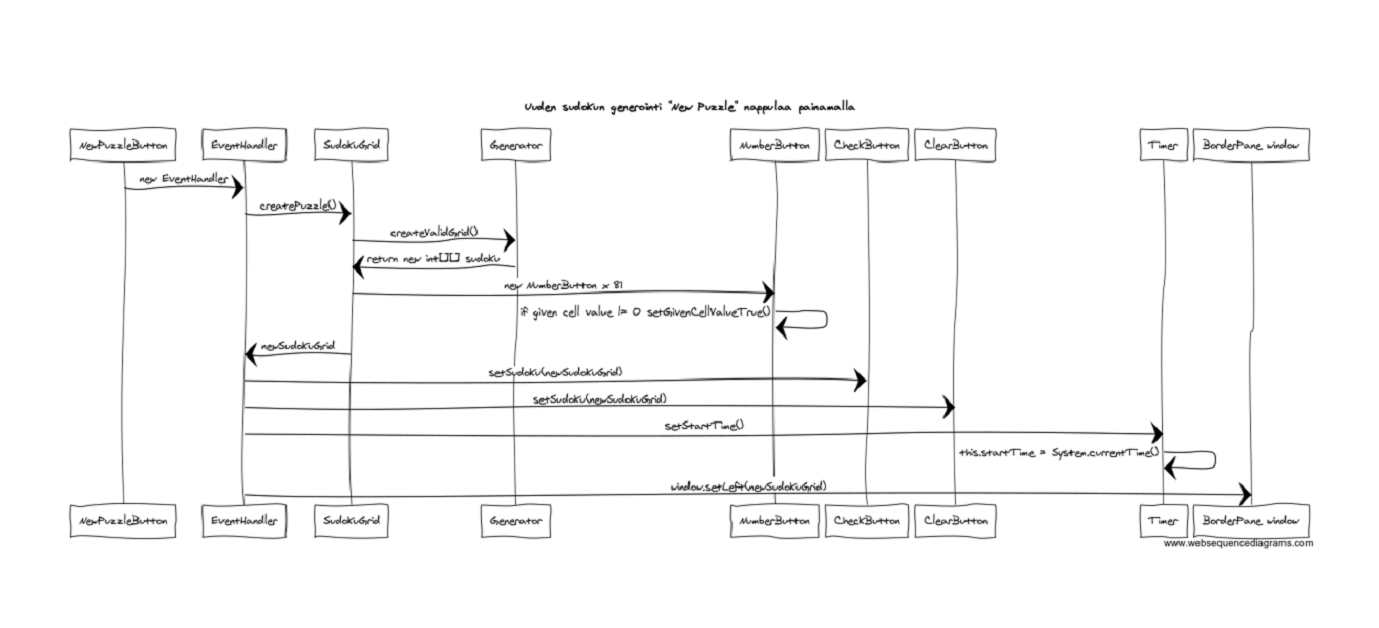 Uuden sudokun generointi "New Puzzle" nappulaa painamalla
NewPuzzleButton
EventHandler
SudokuGrid
Generator
NumberButton
CheckButton
ClearButton
Timer
BorderPane window
new EventHandler
createPuzzle()
createValidGrid()
return new int[][] sudoku
new NumberButton x 81
if given cell value != 0 setGivenCellValueTrue()
newSudokuGrid
setSudoku(newSudokuGrid)
setSudoku(newSudokuGrid)
setStartTime()
this.startTime = System.currentTime()
window.setLeft(newSudokuGrid)
NewPuzzleButton
EventHandler
SudokuGrid
Generator
NumberButton
CheckButton
ClearButton
Timer
BorderPane window
www.websequencediagrams.com